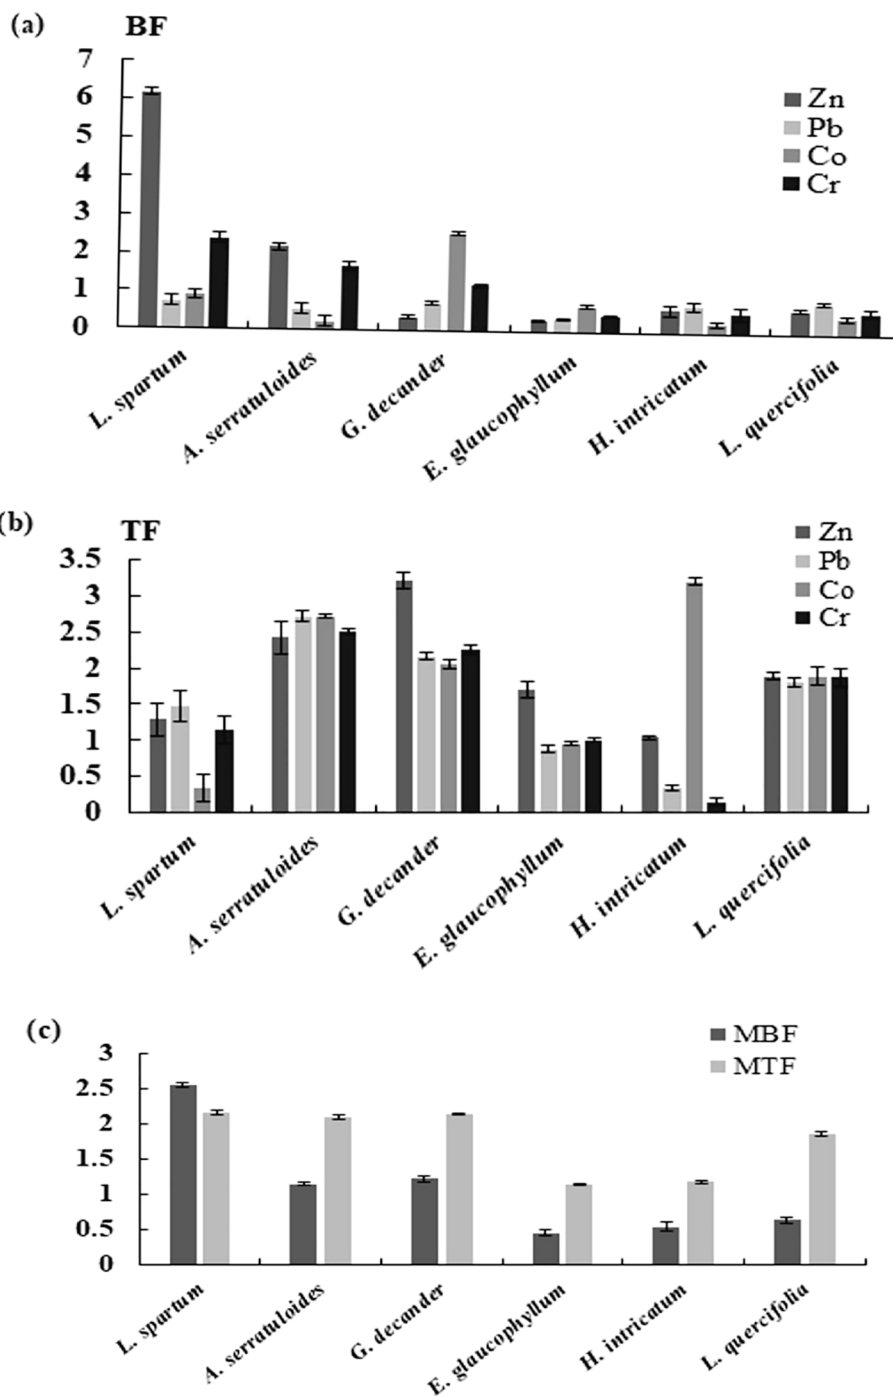 (a)
BF
7
6
5
4
3
2
1
0
Zn
Pb
Co
Cr
L. spartum
A. serratuloides
G. decander
E. glaucophyllum
H. intricatum
L. quercifolia
(b)
TF
3.5
3
2.5
2
1.5
1
0.5
0
Zn
Pb
Co
Cr
L. spartum
A. serratuloides
G. decander
E. glaucophyllum
H. intricatum
L. quercifolia
(c)
3
2.5
2
1.5
1
0.5
0
MBF
MTF
L. spartum
A. serratuloides
G. decander
E. glaucophyllum
H. intricatum
L. quercifolia